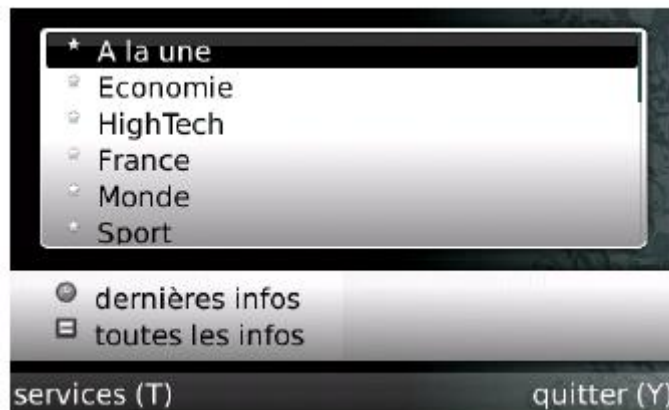 A la une
Economie
HighTech
France
Monde
Sport
dernières infos
toutes les infos
services (T)
quitter (Y)